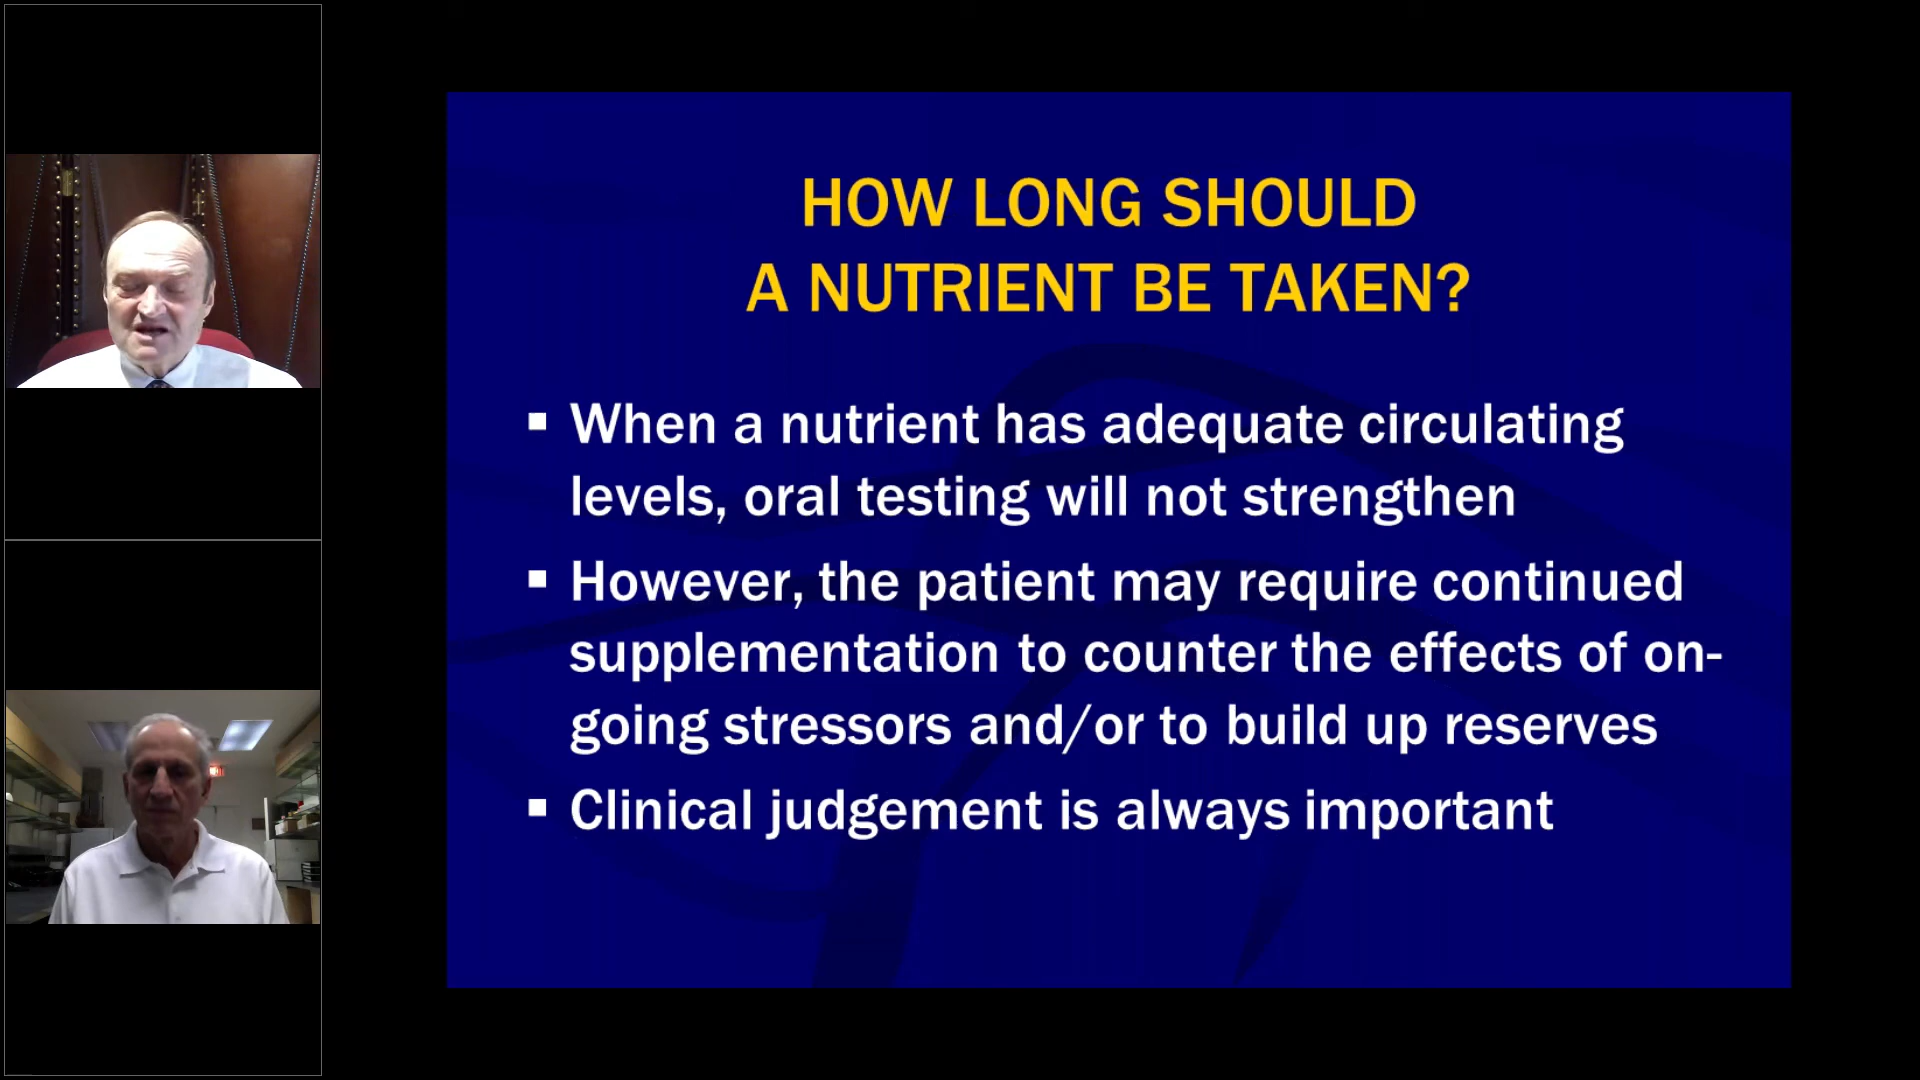 HOW LONG SHOULD
A NUTRIENT BE TAKEN?
When a nutrient has adequate circulating
levels, oral testing will not strengthen
However, the patient may require continued
supplementation to counter the effects of on-
going stressors and/or to build up reserves
Clinical judgement is always important